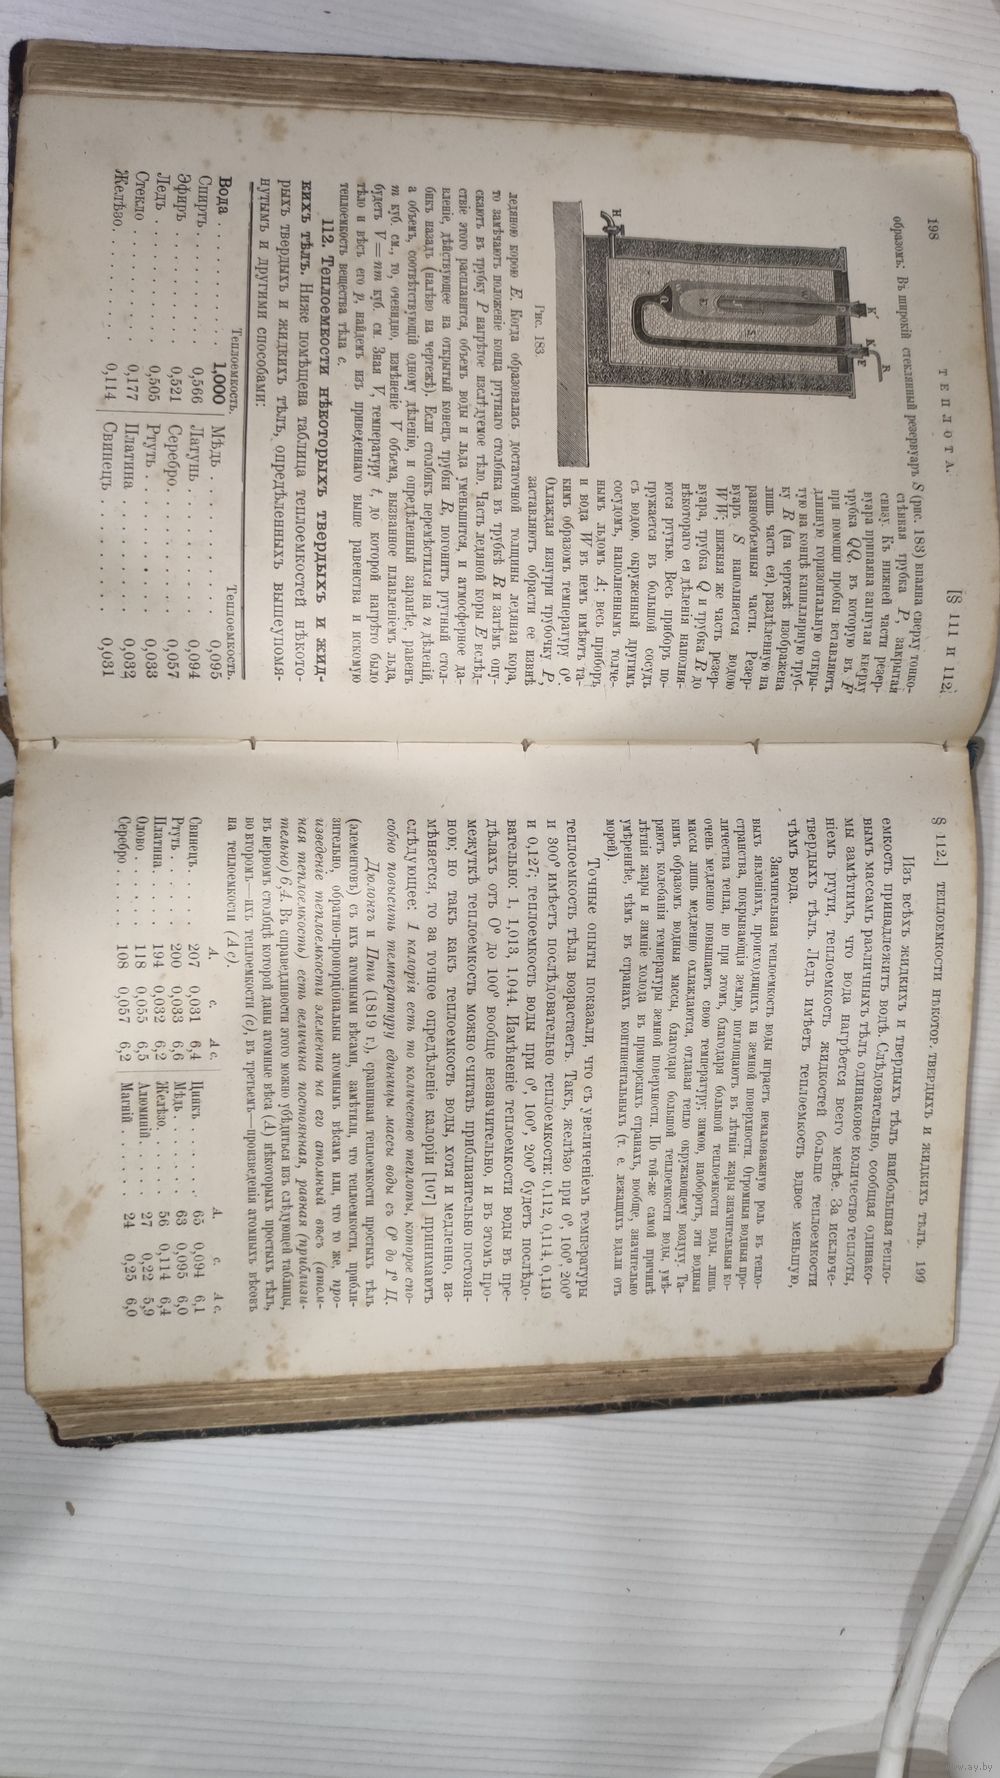 198
ТЕПЛОТА.
[§ 111 и 112.
образомъ: Въ широкій стеклянный резервуаръ S (рис. 183) впаяна сверху тонко-
стѣнная трубка P, закрытая
снизу. Къ нижней части резер-
вуара припаяна загнутая кверху
трубка QQ, въ которую въ F
при помощи пробки вставляютъ
длинную горизонтальную откры-
тую на концѣ капиллярную труб-
ку R (на чертежѣ изображена
лишь часть ея), раздѣленную на
равнообъемныя части. Резер-
вуаръ S наполняется водою
WW; нижняя же часть резер-
вуара, трубка Q и трубка R до
нѣкотораго ея дѣленія наполня-
ются ртутью. Весь приборъ по-
гружается въ большой сосудъ
съ водою, окруженный другимъ
сосудомъ, наполненнымъ толче-
нымъ льдомъ A; весь приборъ
и вода W въ немъ имѣютъ та-
кимъ образомъ температуру 0°.
Охлаждая изнутри трубочку P,
заставляютъ обрасти ее извнѣ
Рис. 183.
ледяною корою E. Когда образовалась достаточной толщины ледяная кора,
то замѣчаютъ положеніе конца ртутнаго столбика въ трубкѣ R и затѣмъ опу-
скаютъ въ трубку P нагрѣтое изслѣдуемое тѣло. Часть ледяной коры E вслѣд-
ствіе этого расплавится, объемъ воды и льда уменьшится, и атмосферное да-
вленіе, дѣйствующее на открытый конецъ трубки R, погонитъ ртутный стол-
бикъ назадъ (налѣво на чертежѣ). Если столбикъ перемѣстился на n дѣленій,
а объемъ, соотвѣтствующій одному дѣленію, и опредѣленный заранѣе, равенъ
m куб. см., то, очевидно, измѣненіе V объема, вызванное плавленіемъ льда,
будетъ V = nm куб. см. Зная V, температуру t, до которой нагрѣто было
тѣло и вѣсъ его p, найдемъ изъ приведеннаго выше равенства и искомую
теплоемкость вещества тѣла c.
112. Теплоемкости нѣкоторыхъ твердыхъ и жид-
кихъ тѣлъ. Ниже помѣщена таблица теплоемкостей нѣкото-
рыхъ твердыхъ и жидкихъ тѣлъ, опредѣленныхъ вышеупомя-
нутымъ и другими способами:
Теплоемкость. Теплоемкость.
Вода . . . . . . . . . 1,000 Мѣдь . . . . . . . . . 0,095
Спиртъ . . . . . . . . 0,566 Латунь . . . . . . . . 0,094
Эфиръ . . . . . . . . 0,521 Серебро . . . . . . . 0,057
Ледъ . . . . . . . . . 0,505 Ртуть . . . . . . . . . 0,033
Стекло . . . . . . . . 0,177 Платина . . . . . . . 0,032
Желѣзо . . . . . . . . 0,114 Свинецъ . . . . . . . 0,031
§ 112.] ТЕПЛОЕМКОСТИ НѢКОТОР. ТВЕРДЫХЪ И ЖИДКИХЪ ТѢЛЪ. 199
Изъ всѣхъ жидкихъ и твердыхъ тѣлъ наибольшая тепло-
емкость принадлежитъ водѣ. Слѣдовательно, сообщая одинако-
вымъ массамъ различныхъ тѣлъ одинаковое количество теплоты,
мы замѣтимъ, что вода нагрѣется всего менѣе. За исключе-
ніемъ ртути, теплоемкость жидкостей больше теплоемкости
твердыхъ тѣлъ. Ледъ имѣетъ теплоемкость вдвое меньшую,
чѣмъ вода.
Значительная теплоемкость воды играетъ немаловажную роль въ тепло-
выхъ явленіяхъ, происходящихъ на земной поверхности. Огромныя водныя про-
странства, покрывающія землю, поглощаютъ въ лѣтнія жары значительныя ко-
личества тепла, но при этомъ, благодаря большой теплоемкости воды, лишь
очень медленно повышаютъ свою температуру; зимою, наоборотъ, эти водныя
массы лишь медленно охлаждаются, отдавая тепло окружающему воздуху. Та-
кимъ образомъ водныя массы, благодаря большой теплоемкости воды, умѣ-
ряютъ колебанія температуры земной поверхности. По той-же самой причинѣ
лѣтнія жары и зимніе холода въ приморскихъ странахъ, вообще, значительно
умѣреннѣе, чѣмъ въ странахъ континентальныхъ (т. е. лежащихъ вдали отъ
морей).
Точные опыты показали, что съ увеличеніемъ температуры
теплоемкость тѣла возрастаетъ. Такъ, желѣзо при 0°, 100°, 200°
и 300° имѣетъ послѣдовательно теплоемкости: 0,112, 0,114, 0,119
и 0,127; теплоемкость воды при 0°, 100°, 200° будетъ послѣдо-
вательно: 1, 1,013, 1,044. Измѣненіе теплоемкости воды въ пре-
дѣлахъ отъ 0° до 100° вообще незначительно, и въ этомъ про-
межуткѣ теплоемкость можно считать приблизительно постоян-
ною; но такъ какъ теплоемкость воды, хотя и медленно, из-
мѣняется, то за точное опредѣленіе калоріи [107] принимаютъ
слѣдующее: 1 калорія есть то количество теплоты, которое спо-
собно повысить температуру единицы массы воды съ 0° до 1° Ц.
Дюлонгъ и Пти (1819 г.), сравнивая теплоемкости простыхъ тѣлъ
(элементовъ) съ ихъ атомными вѣсами, замѣтили, что теплоемкости, прибли-
зительно, обратно-пропорціональны атомнымъ вѣсамъ или, что то же, про-
изведеніе теплоемкости элемента на его атомный вѣсъ (атом-
ная теплоемкость) есть величина постоянная, равная (приблизи-
тельно) 6,4. Въ справедливости этого можно убѣдиться изъ слѣдующей таблицы,
въ первомъ столбцѣ которой даны атомные вѣса (A) нѣкоторыхъ простыхъ тѣлъ,
во второмъ—ихъ теплоемкости (c), въ третьемъ—произведенія атомныхъ вѣсовъ
на теплоемкости (A c).
A. c. A c. A. c. A c.
Свинецъ . . . . . 207 0,031 6,4 Цинкъ . . . . . 65 0,094 6,1
Ртуть . . . . . . 200 0,033 6,6 Мѣдь . . . . . . 63 0,095 6,0
Платина . . . . . 194 0,032 6,2 Желѣзо . . . . . 56 0,114 6,4
Олово . . . . . . 118 0,055 6,5 Алюминій . . . . 27 0,22 5,9
Серебро . . . . . 108 0,057 6,2 Магній . . . . . 24 0,25 6,0
www.ay.by